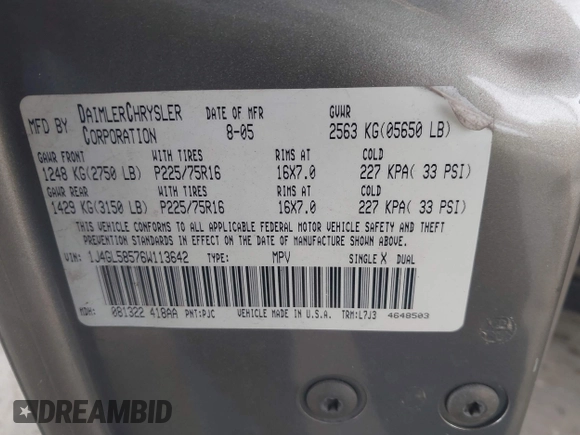 MFD BY DAIMLERCHRYSLER CORPORATION DATE OF MFR 8-05 GVWR 2563 KG(05650 LB)
GAWR FRONT WITH TIRES RIMS AT COLD
1248 KG(2750 LB) P225/75R16 16X7.0 227 KPA( 33 PSI)
GAWR REAR WITH TIRES RIMS AT COLD
1429 KG(3150 LB) P225/75R16 16X7.0 227 KPA( 33 PSI)
THIS VEHICLE CONFORMS TO ALL APPLICABLE FEDERAL MOTOR VEHICLE SAFETY AND THEFT
PREVENTION STANDARDS IN EFFECT ON THE DATE OF MANUFACTURE SHOWN ABOVE.
VIN: 1J4GL58576W113642 TYPE: MPV SINGLE X DUAL
MDH: 081322 418AA PNT:PJC VEHICLE MADE IN U.S.A. TRM:L7J3 4648503
DREAMBID